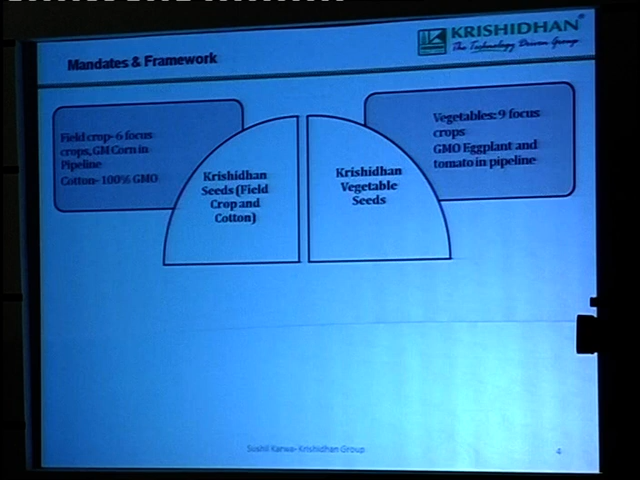 KRISHIDHAN®
The Technology Driven Group
Mandates & Framework
Field crop- 6 focus
crops, GM Corn in
Pipeline
Cotton- 100% GMO
Krishidhan
Seeds (Field
Crop and
Cotton)
Krishidhan
Vegetable
Seeds
Vegetables: 9 focus
crops
GMO Eggplant and
tomato in pipeline
Sushil Karwa- Krishidhan Group
4